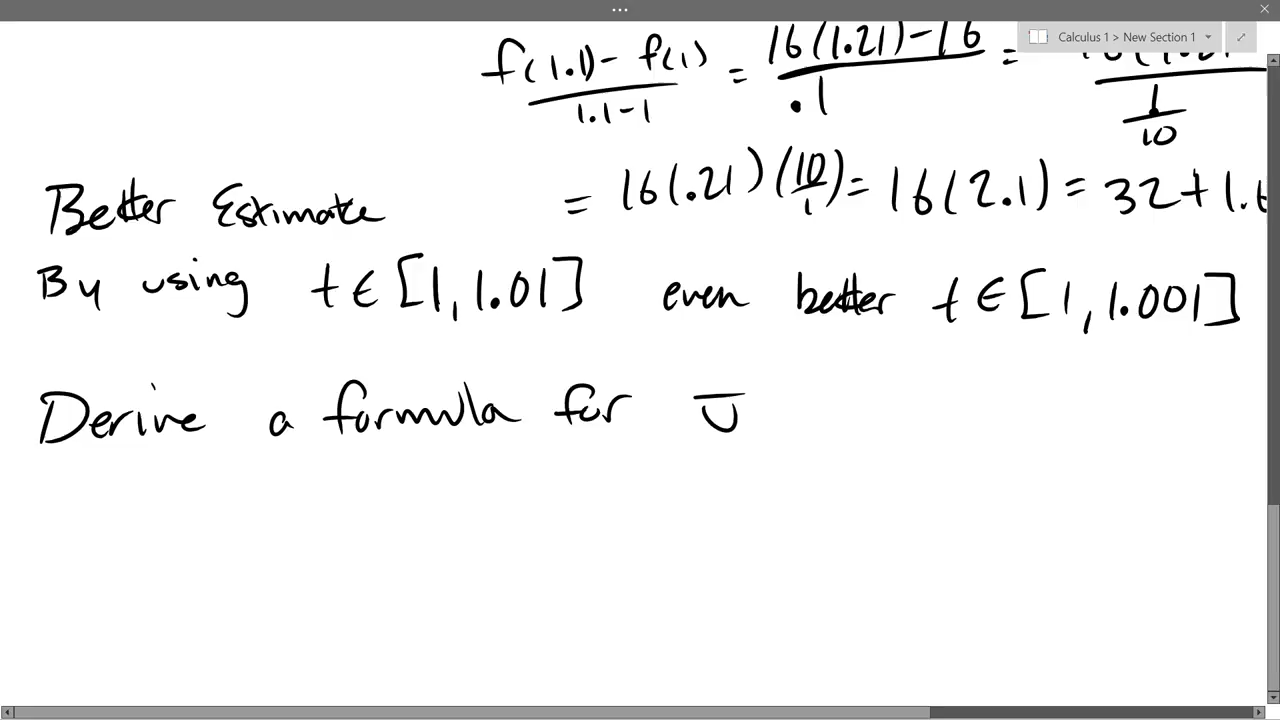 Calculus 1 > New Section 1
f(1.1) - f(1) / 1.1-1 = 16(1.21)-16 / .1 = / 1/10
Better Estimate = 16(.21)(10/1) = 16(2.1) = 32 + 1.6
By using t ∈ [1, 1.01] even better t ∈ [1, 1.001]
Derive a formula for